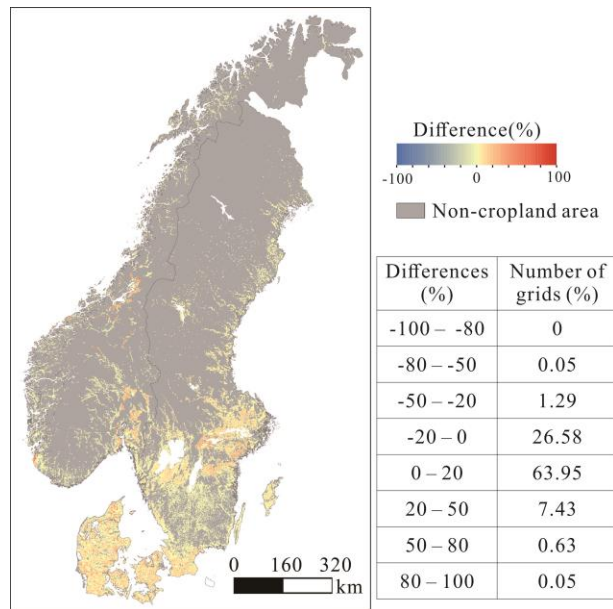 Difference(%)
-100 0 100
Non-cropland area
Differences (%) Number of grids (%)
-100 – -80 0
-80 – -50 0.05
-50 – -20 1.29
-20 – 0 26.58
0 – 20 63.95
20 – 50 7.43
50 – 80 0.63
80 – 100 0.05
0 160 320
km